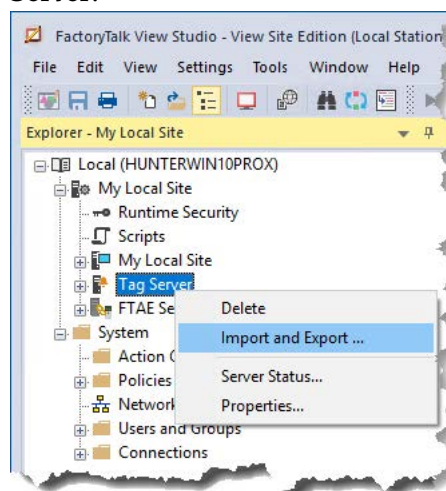 Server.
FactoryTalk View Studio - View Site Edition (Local Station
File Edit View Settings Tools Window Help
Explorer - My Local Site
Local (HUNTERWIN10PROX)
My Local Site
Runtime Security
Scripts
My Local Site
Tag Server
FTAE Se
Delete
Import and Export ...
Server Status...
Properties...
System
Action
Policies
Network
Users and Groups
Connections